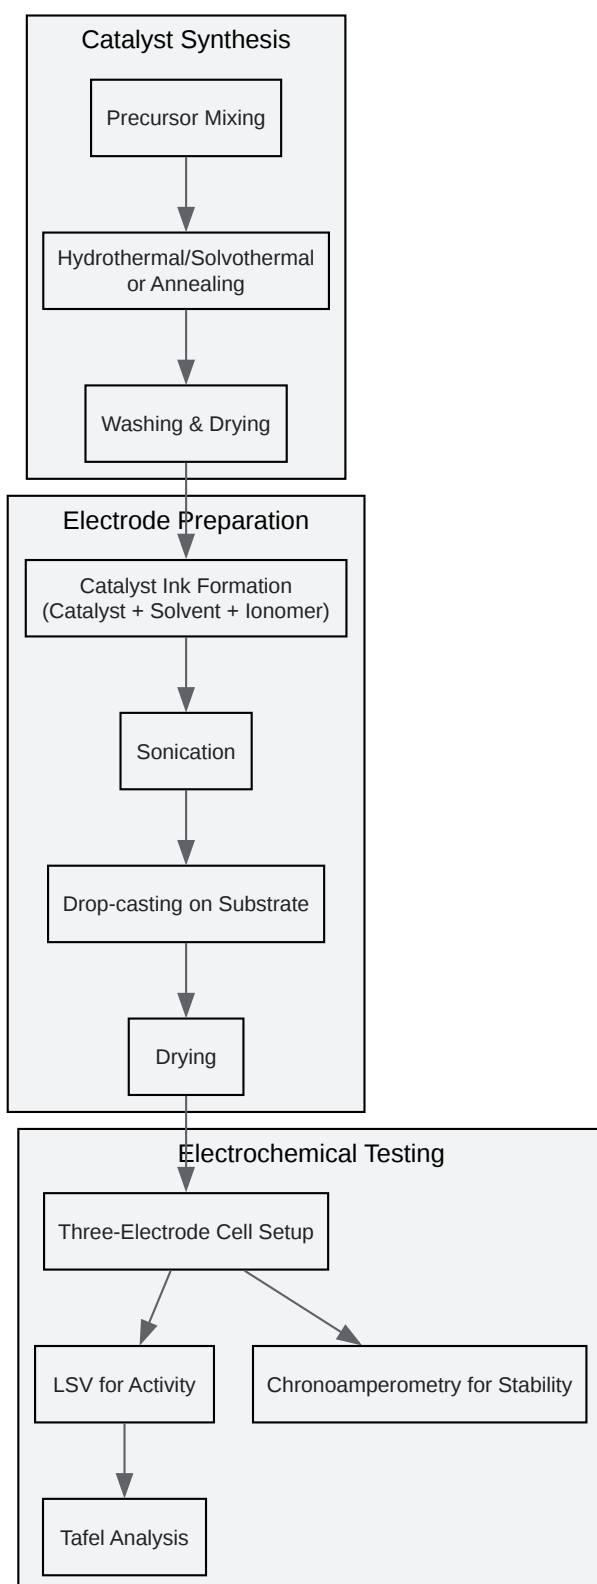 Catalyst Synthesis
Precursor Mixing
Hydrothermal/Solvothermal
or Annealing
Washing & Drying
Electrode Preparation
Catalyst Ink Formation
(Catalyst + Solvent + Ionomer)
Sonication
Drop-casting on Substrate
Drying
Electrochemical Testing
Three-Electrode Cell Setup
LSV for Activity
Chronoamperometry for Stability
Tafel Analysis